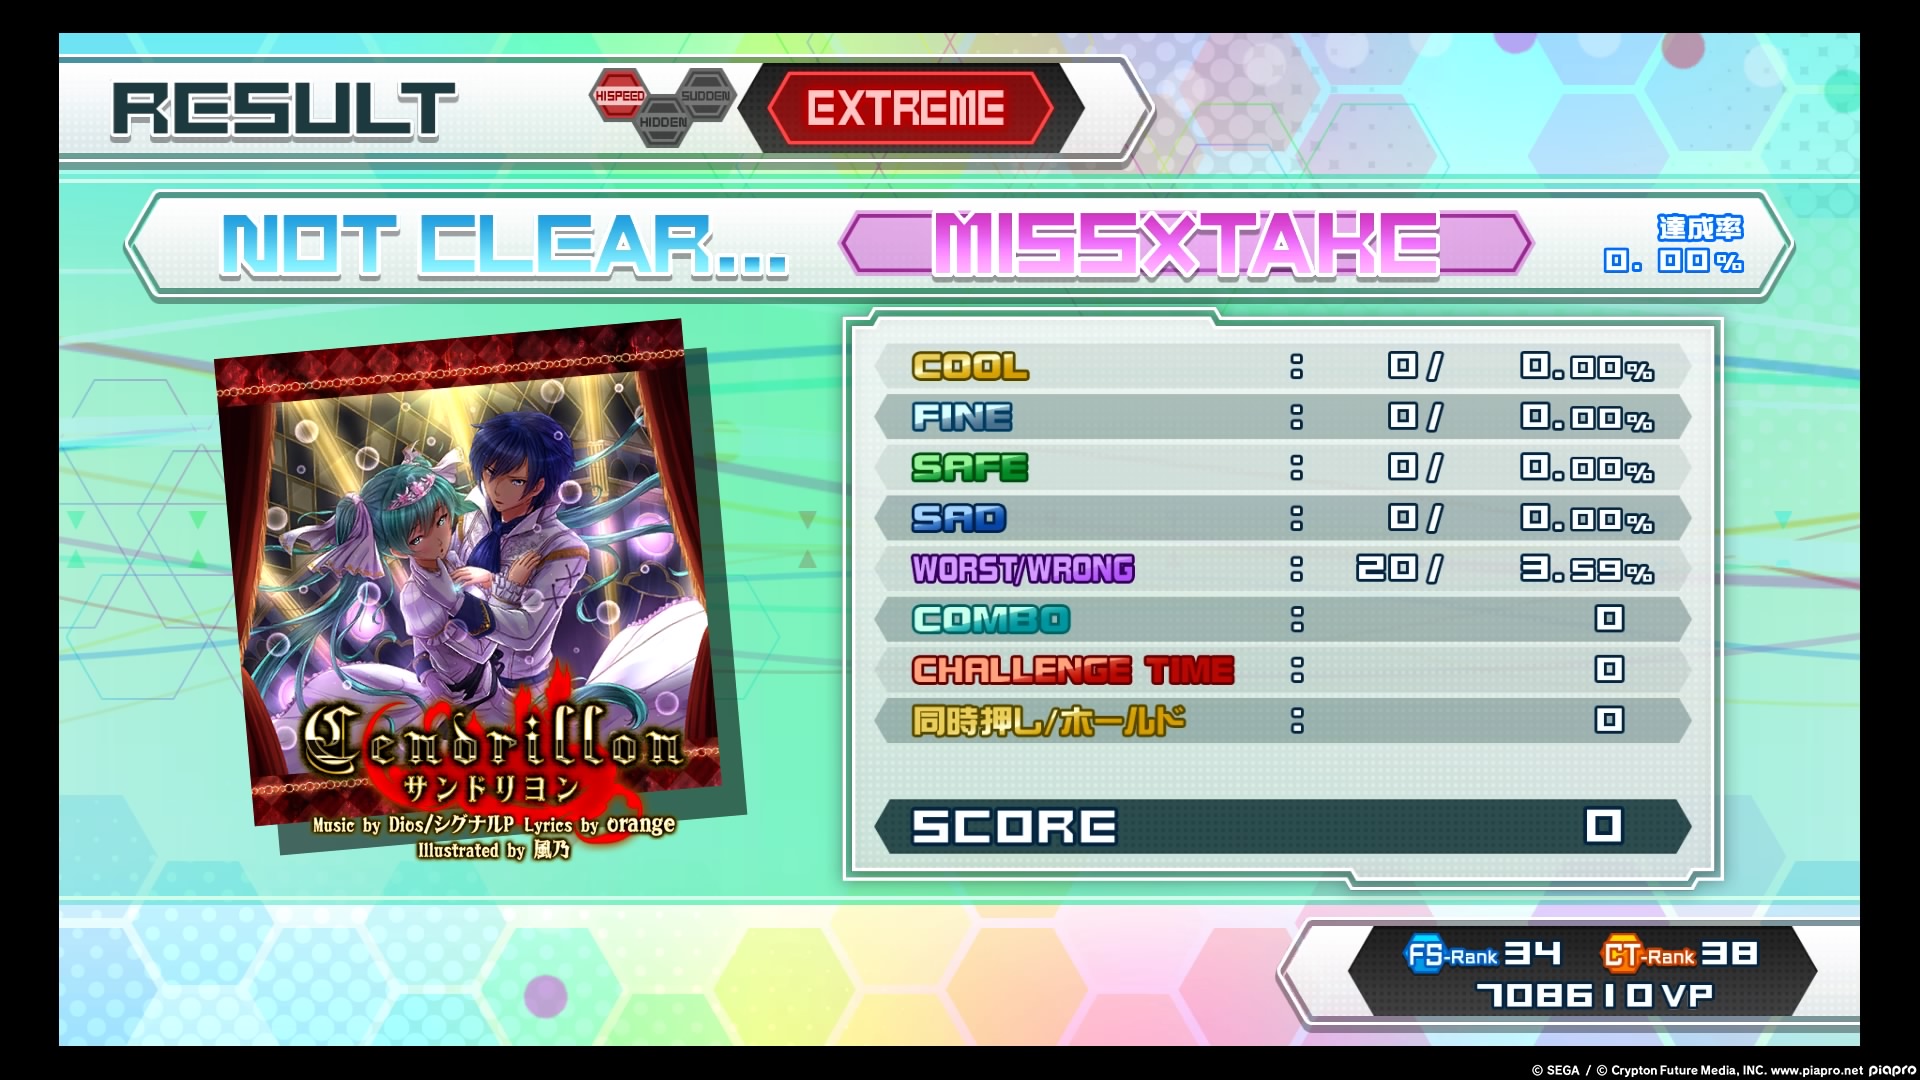 RESULT
HISPEED
HIDDEN
SUDDEN
EXTREME
NOT CLEAR...
MISS×TAKE
達成率
0.00%
COOL : 0/ 0.00%
FINE : 0/ 0.00%
SAFE : 0/ 0.00%
SAD : 0/ 0.00%
WORST/WRONG : 20/ 3.59%
COMBO : 0
CHALLENGE TIME : 0
同時押し/ホールド : 0
SCORE 0
Cendrillon
サンドリヨン
Music by Dios/シグナルP Lyrics by orange
Illustrated by 風乃
FS-Rank 34 CT-Rank 38
708610VP
© SEGA / © Crypton Future Media, INC. www.piapro.net piapro